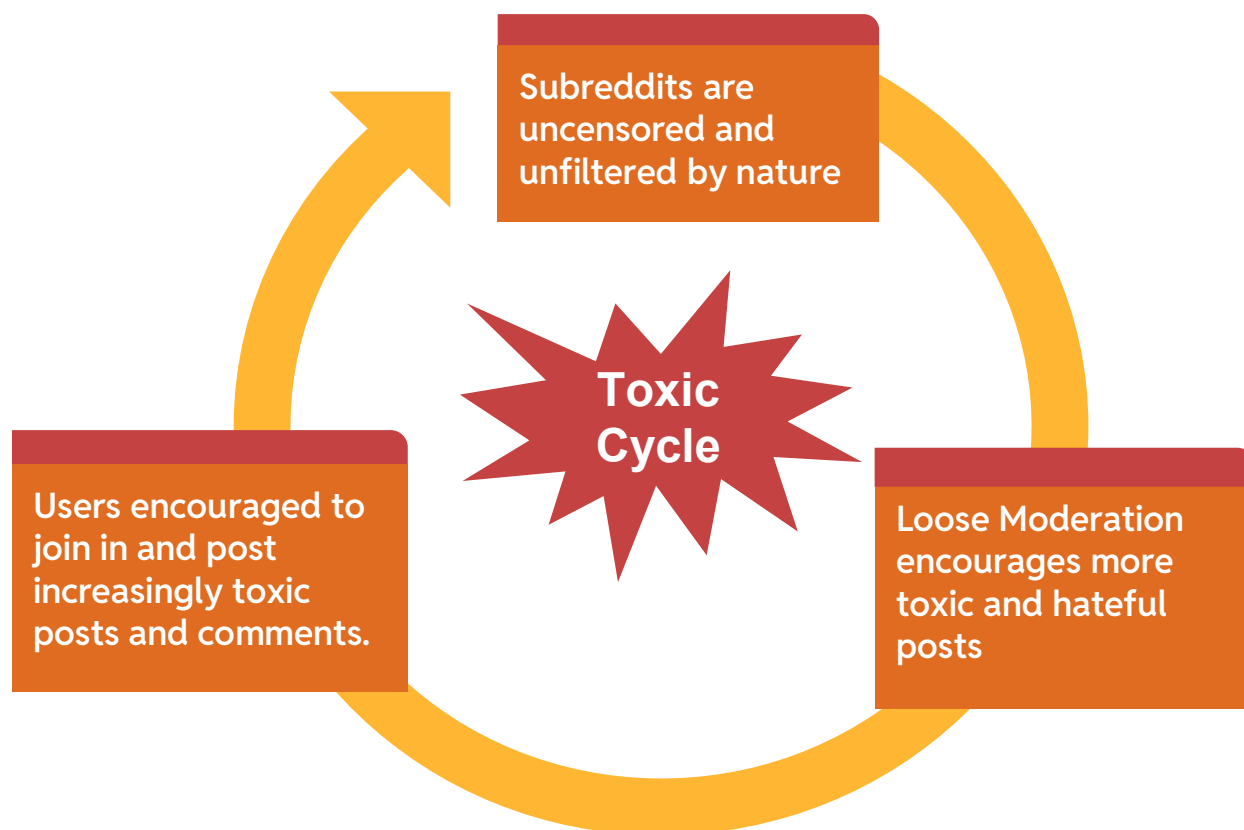 Subreddits are
uncensored and
unfiltered by nature
Toxic
Cycle
Users encouraged to
join in and post
increasingly toxic
posts and comments.
Loose Moderation
encourages more
toxic and hateful
posts